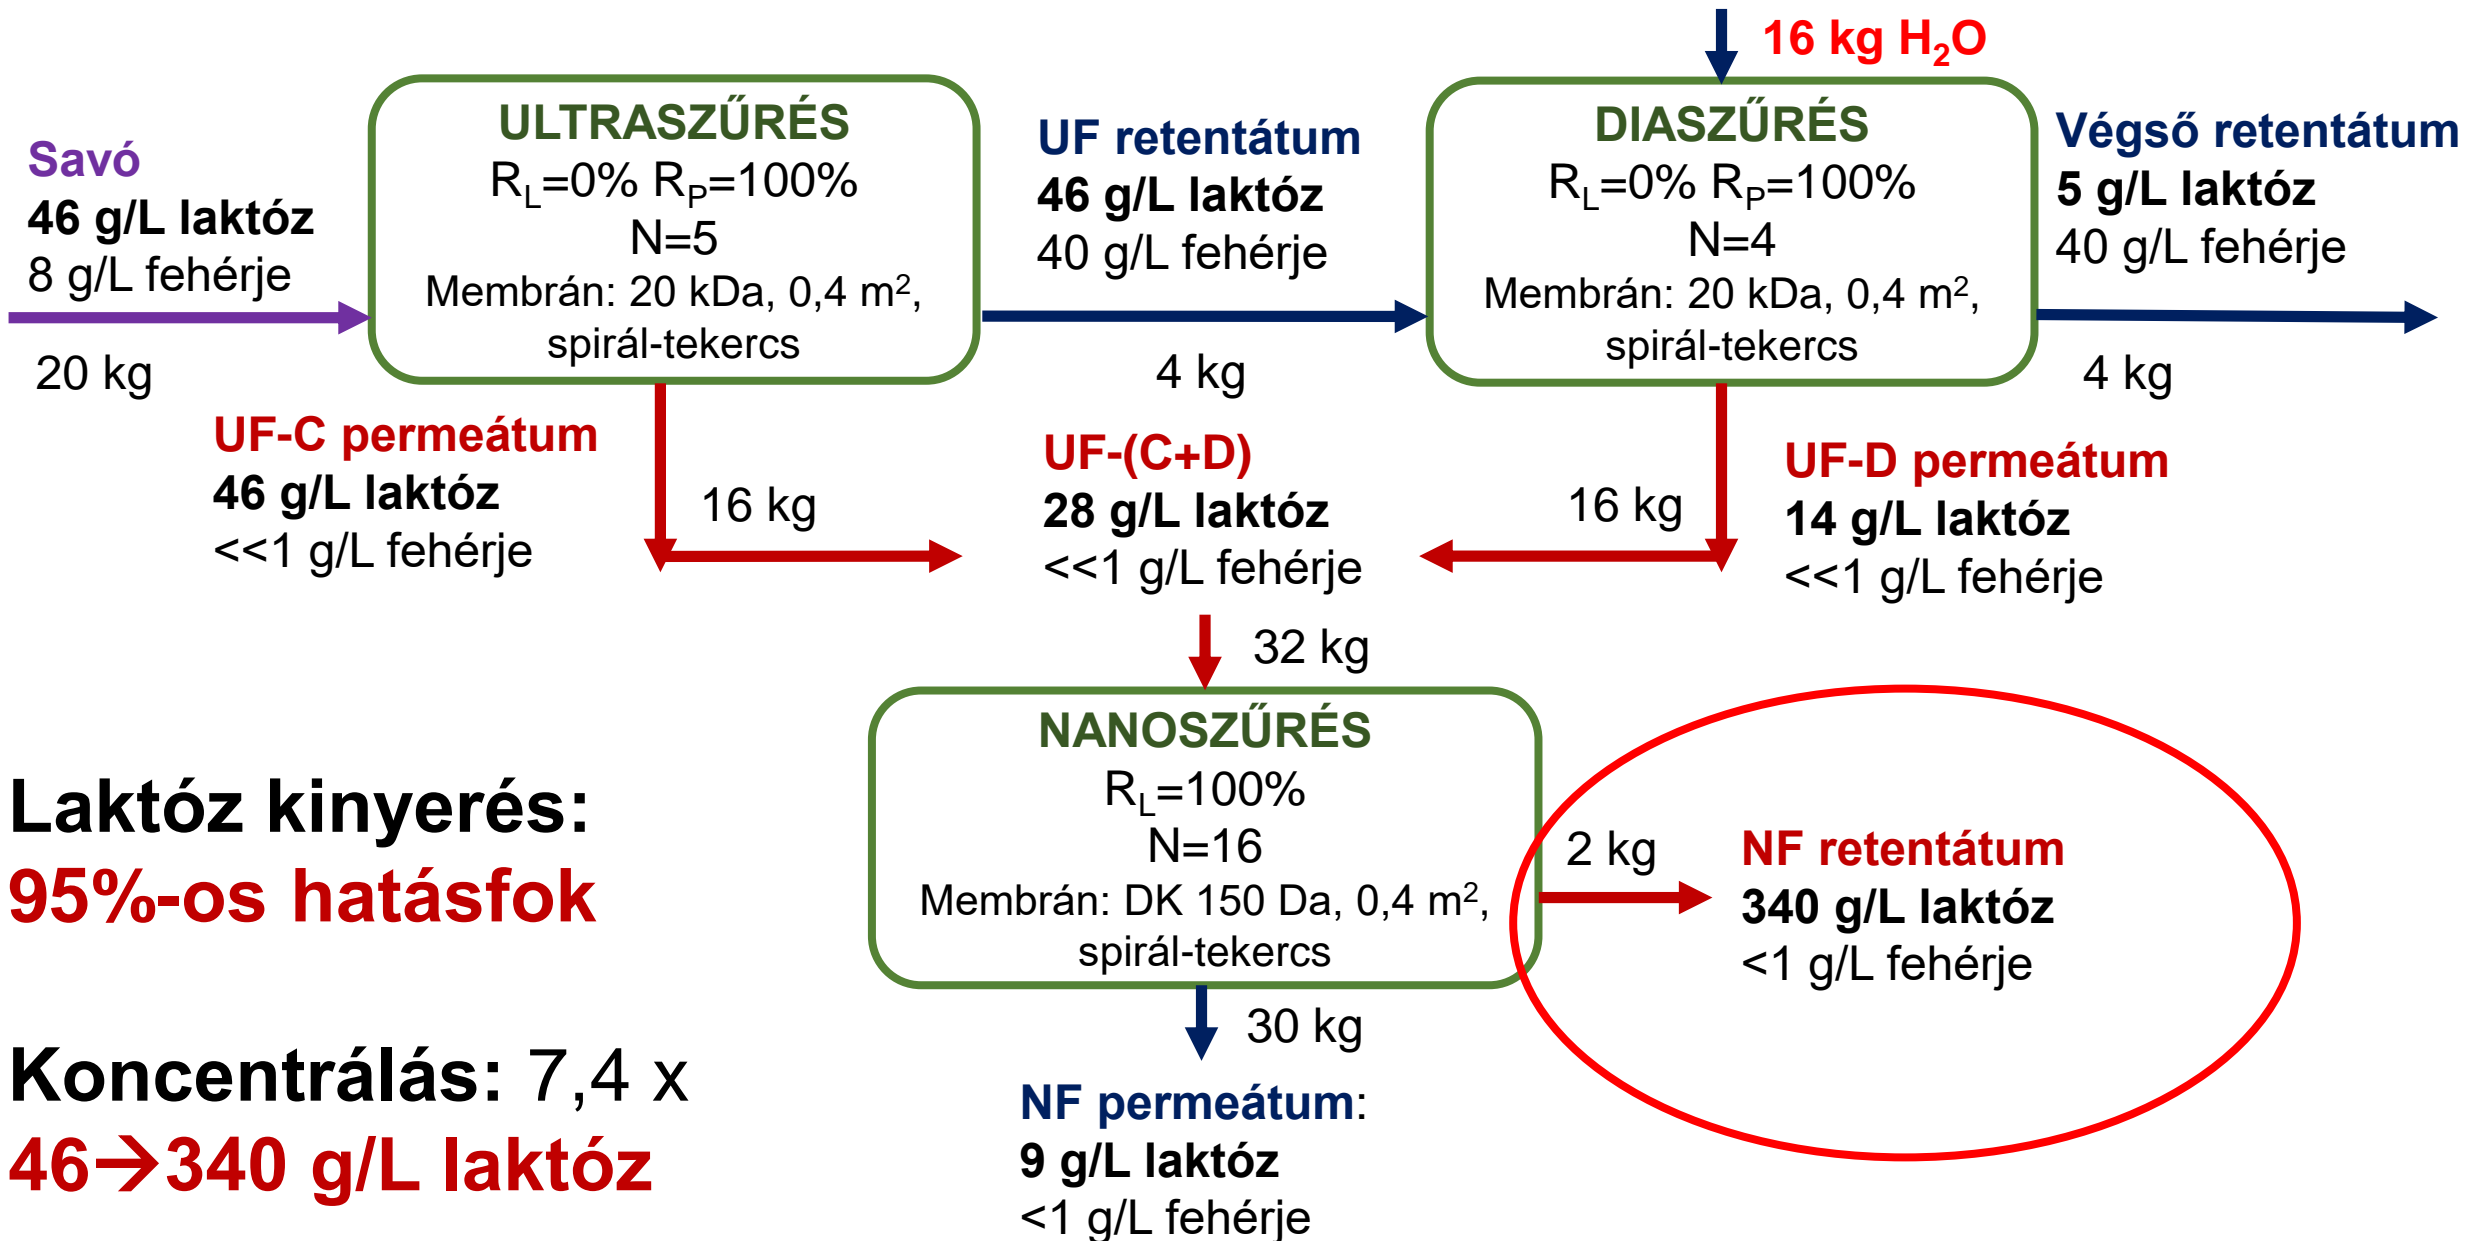 16 kg H₂O
Savó
46 g/L laktóz
8 g/L fehérje
20 kg
ULTRASZŰRÉS
R_L=0% R_P=100%
N=5
Membrán: 20 kDa, 0,4 m²,
spirál-tekercs
UF retentátum
46 g/L laktóz
40 g/L fehérje
4 kg
DIASZŰRÉS
R_L=0% R_P=100%
N=4
Membrán: 20 kDa, 0,4 m²,
spirál-tekercs
Végső retentátum
5 g/L laktóz
40 g/L fehérje
4 kg
UF-C permeátum
46 g/L laktóz
<<1 g/L fehérje
16 kg
UF-(C+D)
28 g/L laktóz
<<1 g/L fehérje
16 kg
UF-D permeátum
14 g/L laktóz
<<1 g/L fehérje
32 kg
NANOSZŰRÉS
R_L=100%
N=16
Membrán: DK 150 Da, 0,4 m²,
spirál-tekercs
2 kg
NF retentátum
340 g/L laktóz
<1 g/L fehérje
30 kg
NF permeátum:
9 g/L laktóz
<1 g/L fehérje
Laktóz kinyerés:
95%-os hatásfok
Koncentrálás: 7,4 x
46→340 g/L laktóz